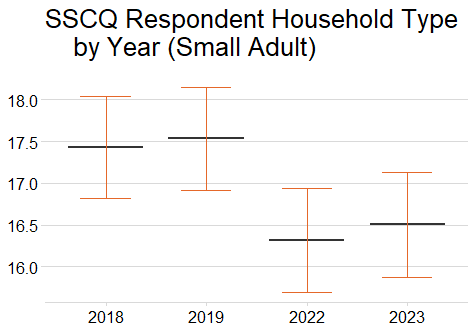 SSCQ Respondent Household Type
by Year (Small Adult)
18.0
17.5
17.0
16.5
16.0
2018 2019 2022 2023